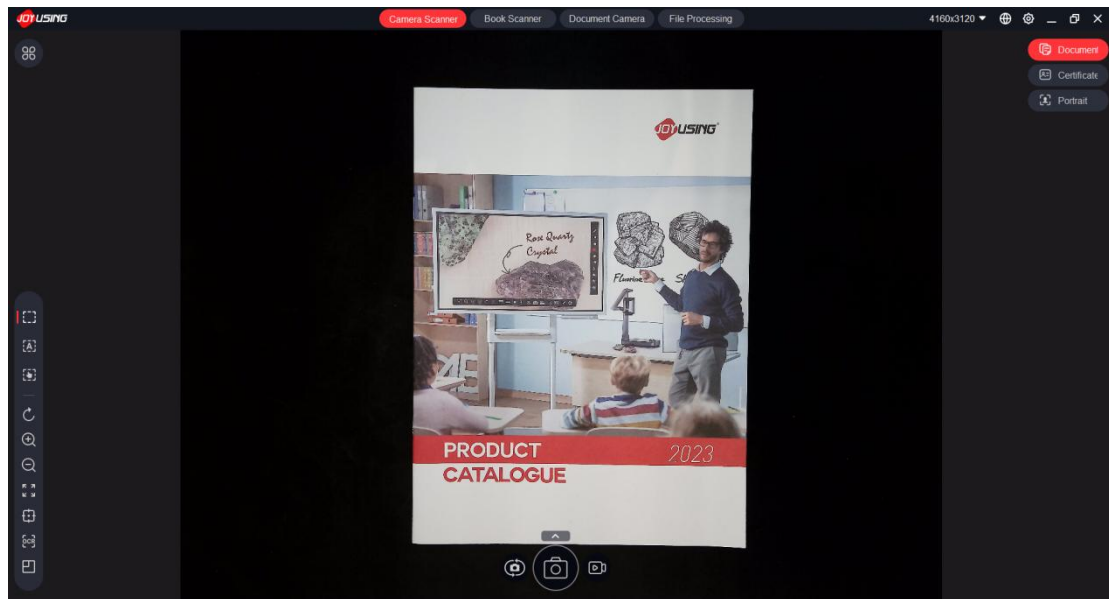 JOYUSING
Camera Scanner
Book Scanner
Document Camera
File Processing
4160x3120
Document
Certificate
Portrait
JOYUSING
Rose Quartz
Crystal
PRODUCT
2023
CATALOGUE
A
OCR